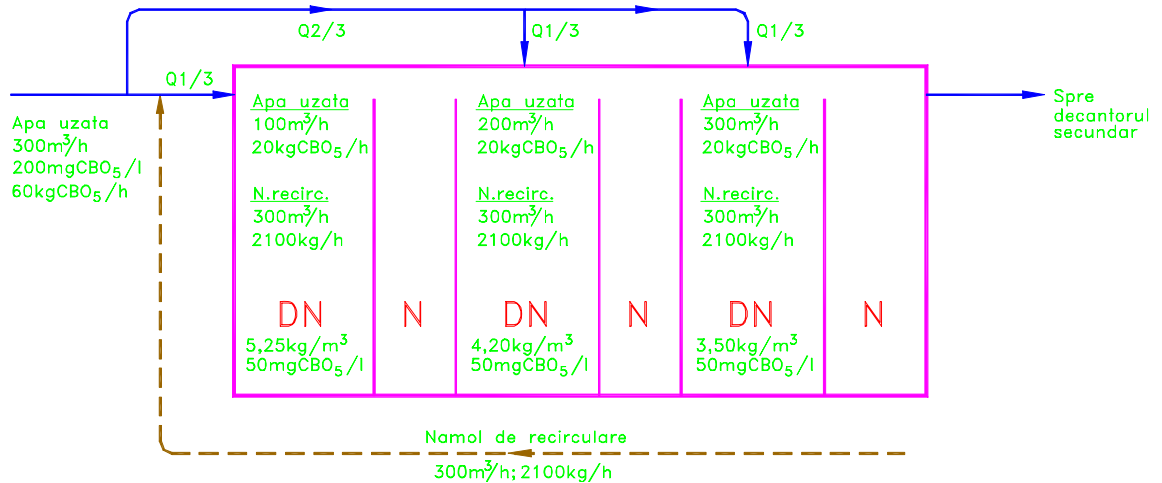 Q2/3
Q1/3
Q1/3
Q1/3
Apa uzata
300m³/h
200mgCBO₅/l
60kgCBO₅/h
Apa uzata
100m³/h
20kgCBO₅/h
N.recirc.
300m³/h
2100kg/h
DN
5,25kg/m³
50mgCBO₅/l
N
Apa uzata
200m³/h
20kgCBO₅/h
N.recirc.
300m³/h
2100kg/h
DN
4,20kg/m³
50mgCBO₅/l
N
Apa uzata
300m³/h
20kgCBO₅/h
N.recirc.
300m³/h
2100kg/h
DN
3,50kg/m³
50mgCBO₅/l
N
Spre
decantorul
secundar
Namol de recirculare
300m³/h; 2100kg/h